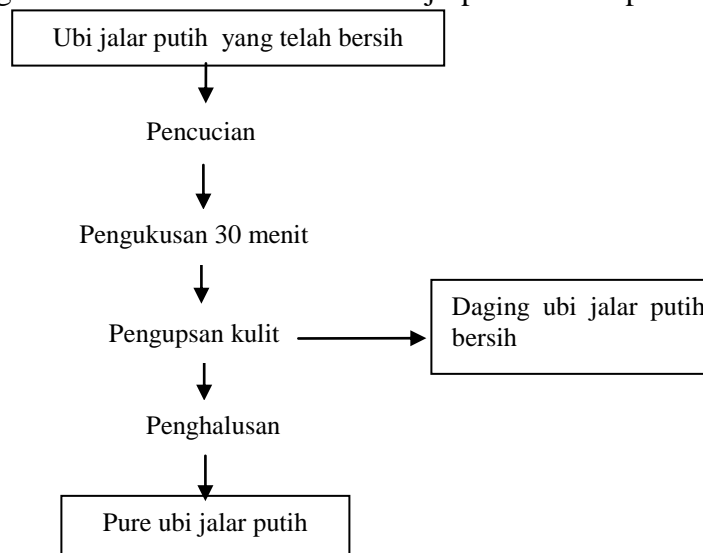 Ubi jalar putih yang telah bersih
Pencucian
Pengukusan 30 menit
Pengupsan kulit
Daging ubi jalar putih
bersih
Penghalusan
Pure ubi jalar putih